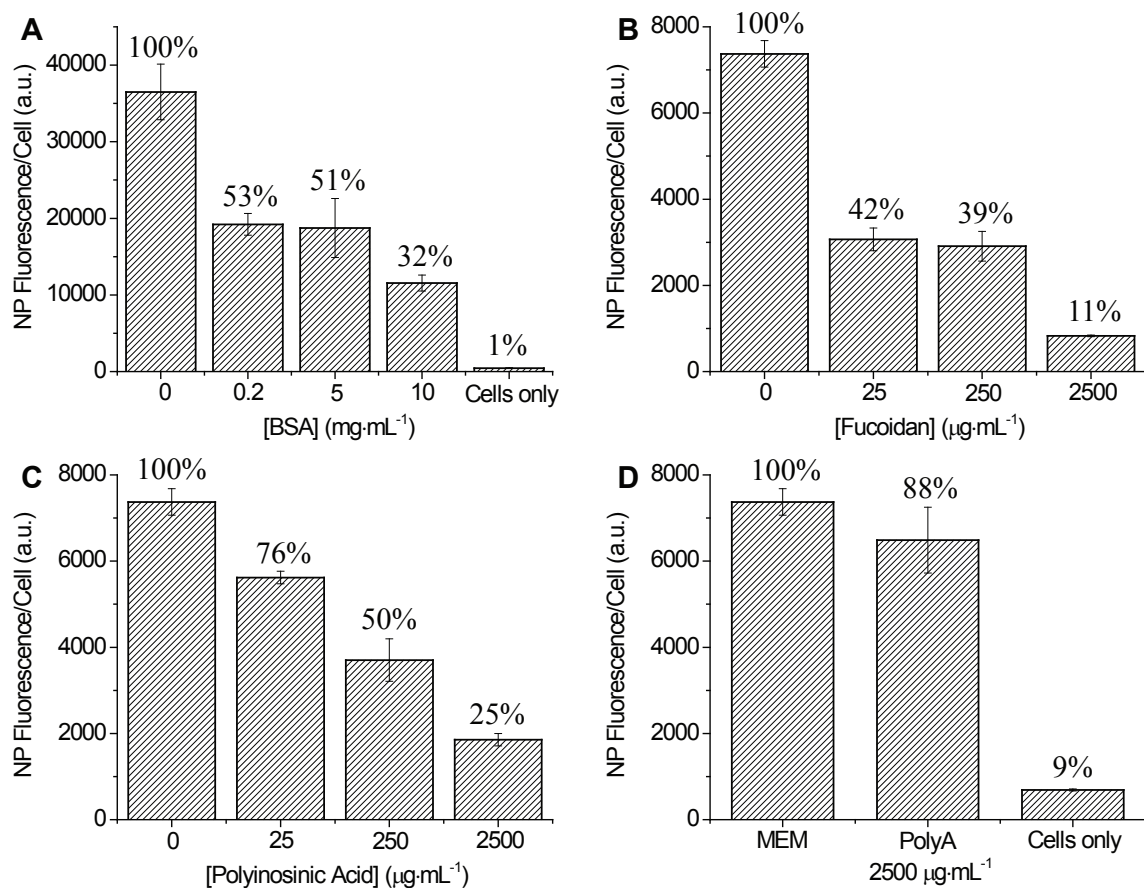 A
NP Fluorescence/Cell (a.u.)
40000
30000
20000
10000
0
100%
53%
51%
32%
1%
0 0.2 5 10 Cells only
[BSA] (mg·mL⁻¹)
B
NP Fluorescence/Cell (a.u.)
8000
6000
4000
2000
0
100%
42%
39%
11%
0 25 250 2500
[Fucoidan] (μg·mL⁻¹)
C
NP Fluorescence/Cell (a.u.)
8000
6000
4000
2000
0
100%
76%
50%
25%
0 25 250 2500
[Polyinosinic Acid] (μg·mL⁻¹)
D
NP Fluorescence/Cell (a.u.)
8000
6000
4000
2000
0
100%
88%
9%
MEM PolyA Cells only
2500 μg·mL⁻¹